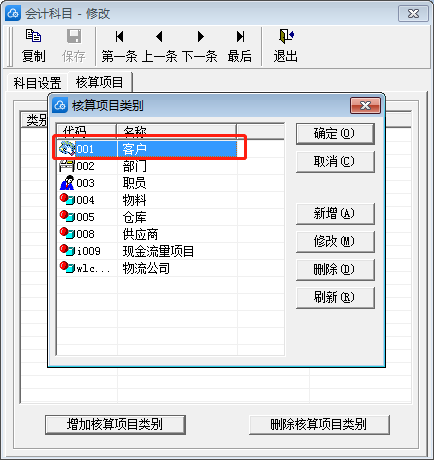 会计科目 - 修改
复制 保存 第一条 上一条 下一条 最后 退出
科目设置 核算项目
类别
核算项目类别
代码 名称
001 客户
002 部门
003 职员
004 物料
005 仓库
008 供应商
i009 现金流量项目
wlc... 物流公司
确定(O)
取消(C)
新增(A)
修改(M)
删除(D)
刷新(R)
增加核算项目类别 删除核算项目类别